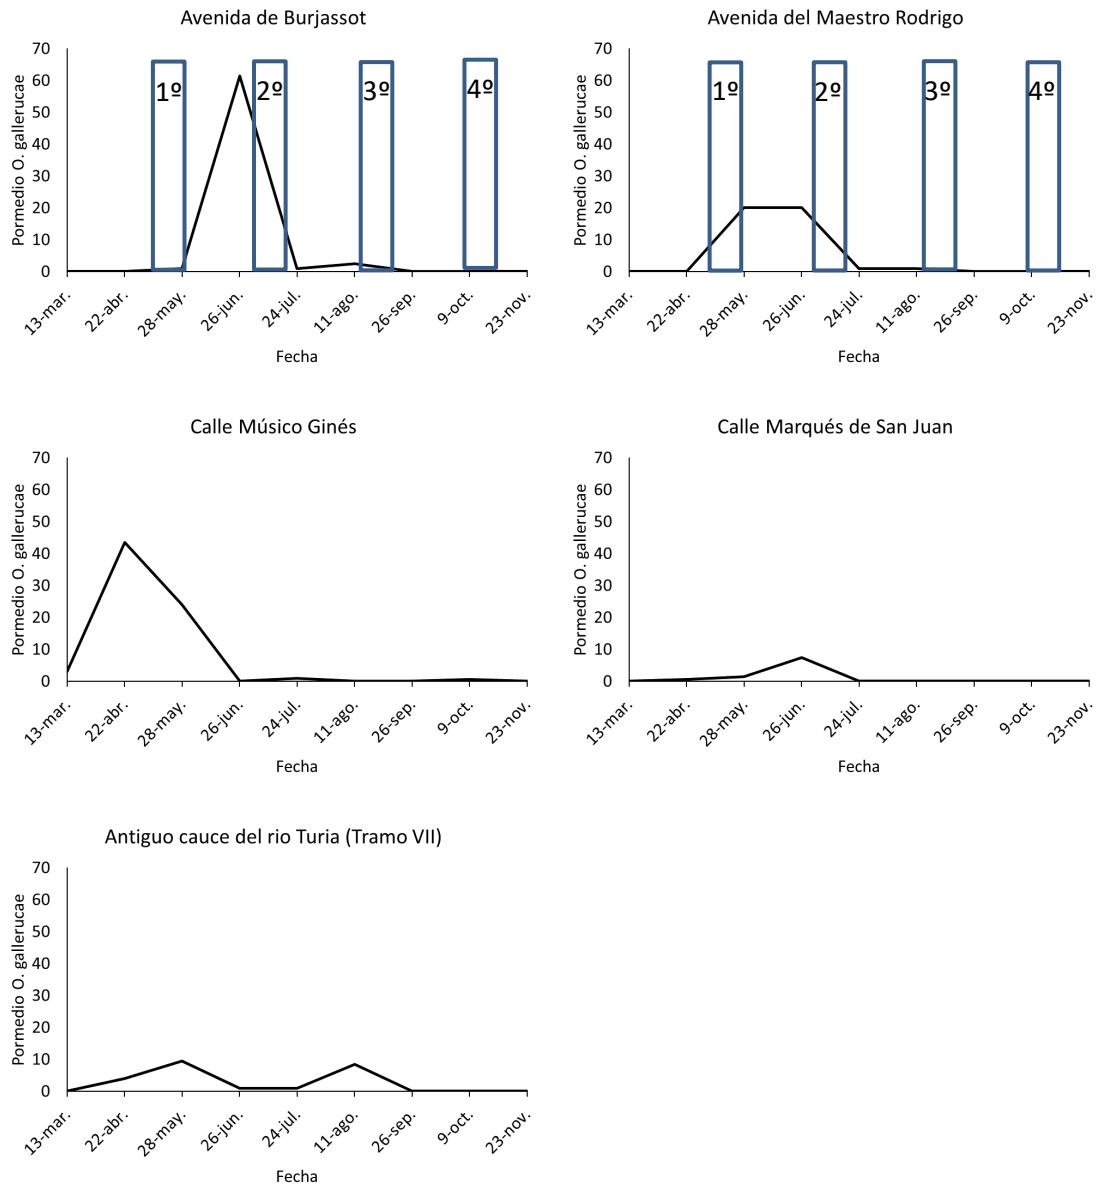 Avenida de Burjassot
Pormedio O. gallerucae
70
60
50
40
30
20
10
0
1º
2º
3º
4º
13-mar.
22-abr.
28-may.
26-jun.
24-jul.
11-ago.
26-sep.
9-oct.
23-nov.
Fecha
Avenida del Maestro Rodrigo
Pormedio O. gallerucae
70
60
50
40
30
20
10
0
1º
2º
3º
4º
13-mar.
22-abr.
28-may.
26-jun.
24-jul.
11-ago.
26-sep.
9-oct.
23-nov.
Fecha
Calle Músico Ginés
Pormedio O. gallerucae
70
60
50
40
30
20
10
0
13-mar.
22-abr.
28-may.
26-jun.
24-jul.
11-ago.
26-sep.
9-oct.
23-nov.
Fecha
Calle Marqués de San Juan
Pormedio O. gallerucae
70
60
50
40
30
20
10
0
13-mar.
22-abr.
28-may.
26-jun.
24-jul.
11-ago.
26-sep.
9-oct.
23-nov.
Fecha
Antiguo cauce del rio Turia (Tramo VII)
Pormedio O. gallerucae
70
60
50
40
30
20
10
0
13-mar.
22-abr.
28-may.
26-jun.
24-jul.
11-ago.
26-sep.
9-oct.
23-nov.
Fecha